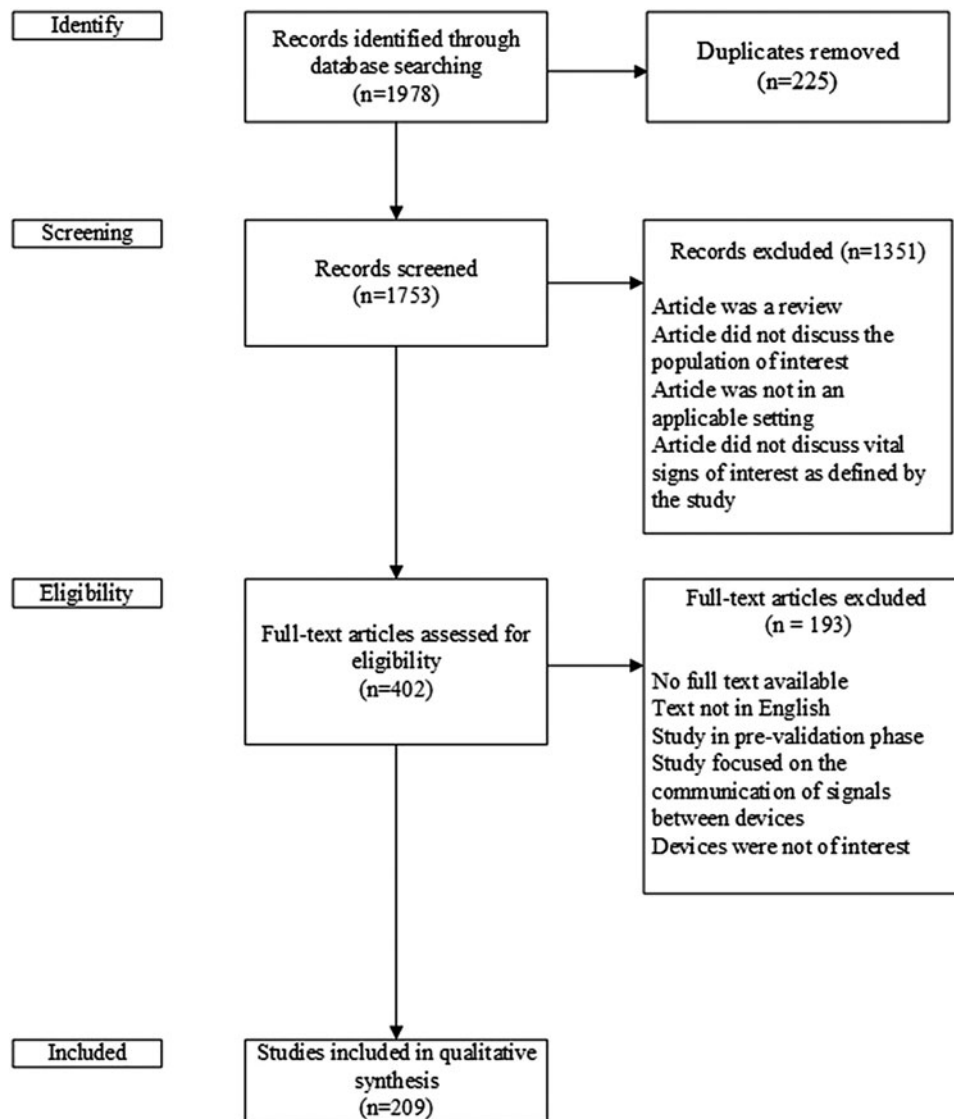 Identify
Records identified through
database searching
(n=1978)
Duplicates removed
(n=225)
Screening
Records screened
(n=1753)
Records excluded (n=1351)
Article was a review
Article did not discuss the
population of interest
Article was not in an
applicable setting
Article did not discuss vital
signs of interest as defined by
the study
Eligibility
Full-text articles assessed for
eligibility
(n=402)
Full-text articles excluded
(n = 193)
No full text available
Text not in English
Study in pre-validation phase
Study focused on the
communication of signals
between devices
Devices were not of interest
Included
Studies included in qualitative
synthesis
(n=209)